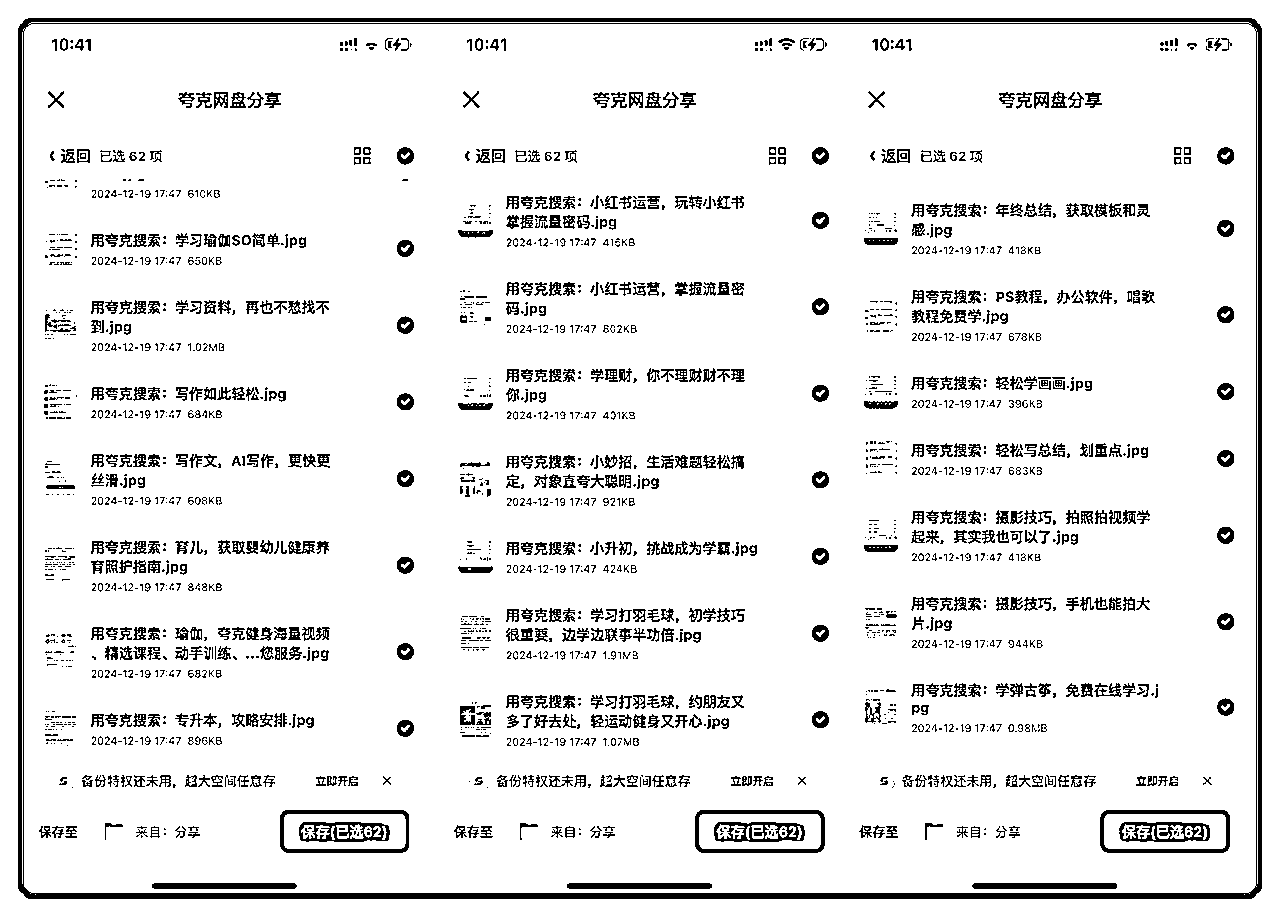 10:41
夸克网盘分享
返回 已选 62 项
2024-12-19 17:47 610KB
用夸克搜索：学习瑜伽SO简单.jpg
2024-12-19 17:47 650KB
用夸克搜索：学习资料，再也不愁找不
到.jpg
2024-12-19 17:47 1.02MB
用夸克搜索：写作如此轻松.jpg
2024-12-19 17:47 684KB
用夸克搜索：写作文，AI写作，更快更
丝滑.jpg
2024-12-19 17:47 608KB
用夸克搜索：育儿，获取婴幼儿健康养
育照护指南.jpg
2024-12-19 17:47 848KB
用夸克搜索：瑜伽，夸克健身海量视频
、精选课程、动手训练、...您服务.jpg
2024-12-19 17:47 682KB
用夸克搜索：专升本，攻略安排.jpg
2024-12-19 17:47 896KB
备份特权还未用，超大空间任意存 立即开启
保存至 来自：分享 保存(已选62)
10:41
夸克网盘分享
返回 已选 62 项
用夸克搜索：小红书运营，玩转小红书
掌握流量密码.jpg
2024-12-19 17:47 415KB
用夸克搜索：小红书运营，掌握流量密
码.jpg
2024-12-19 17:47 802KB
用夸克搜索：学理财，你不理财财不理
你.jpg
2024-12-19 17:47 401KB
用夸克搜索：小妙招，生活难题轻松搞
定，对象直夸大聪明.jpg
2024-12-19 17:47 921KB
用夸克搜索：小升初，挑战成为学霸.jpg
2024-12-19 17:47 424KB
用夸克搜索：学习打羽毛球，初学技巧
很重要，边学边联事半功倍.jpg
2024-12-19 17:47 1.91MB
用夸克搜索：学习打羽毛球，约朋友又
多了好去处，轻运动健身又开心.jpg
2024-12-19 17:47 1.07MB
备份特权还未用，超大空间任意存 立即开启
保存至 来自：分享 保存(已选62)
10:41
夸克网盘分享
返回 已选 62 项
用夸克搜索：年终总结，获取模板和灵
感.jpg
2024-12-19 17:47 413KB
用夸克搜索：PS教程，办公软件，唱歌
教程免费学.jpg
2024-12-19 17:47 678KB
用夸克搜索：轻松学画画.jpg
2024-12-19 17:47 396KB
用夸克搜索：轻松写总结，划重点.jpg
2024-12-19 17:47 683KB
用夸克搜索：摄影技巧，拍照拍视频学
起来，其实我也可以了.jpg
2024-12-19 17:47 413KB
用夸克搜索：摄影技巧，手机也能拍大
片.jpg
2024-12-19 17:47 944KB
用夸克搜索：学弹古筝，免费在线学习.j
pg
2024-12-19 17:47 0.98MB
备份特权还未用，超大空间任意存 立即开启
保存至 来自：分享 保存(已选62)